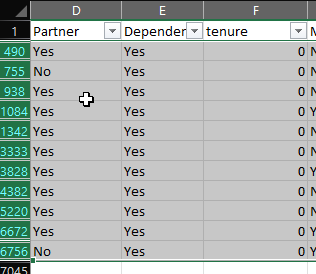 D E F
1 Partner Depender tenure
490 Yes Yes 0 N
755 No Yes 0 N
938 Yes Yes 0 N
1084 Yes Yes 0 Y
1342 Yes Yes 0 N
3333 Yes Yes 0 N
3828 Yes Yes 0 Y
4382 Yes Yes 0 N
5220 Yes Yes 0 N
6672 Yes Yes 0 Y
6756 No Yes 0 Y
7045